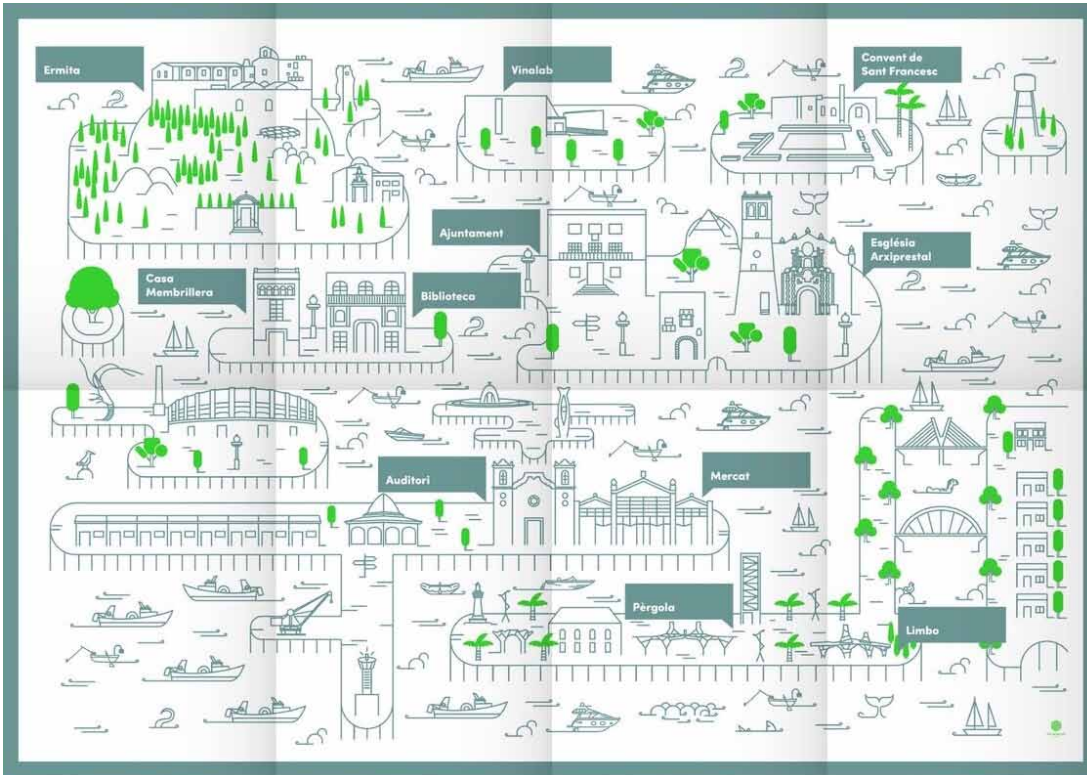 Ermita
Vinalab
Convent de
Sant Francesc
Ajuntament
Església
Arxiprestal
Casa
Membrillera
Biblioteca
Auditori
Mercat
Pèrgola
Limbo